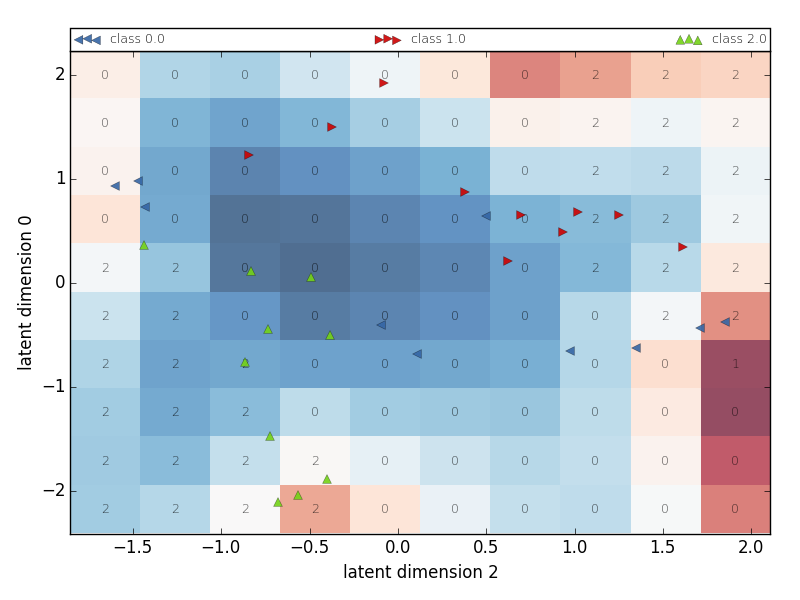 class 0.0 class 1.0 class 2.0
2 0 0 0 0 0 0 0 2 2 2
0 0 0 0 0 0 0 2 2 2
1 0 0 0 0 0 0 0 2 2 2
0 0 0 0 0 0 0 2 2 2
latent dimension 0
0 2 2 0 0 0 0 0 2 2 2
2 2 0 0 0 0 0 0 2 2
2 2 2 0 0 0 0 0 0 1
−1 2 2 2 0 0 0 0 0 0 0
2 2 2 2 0 0 0 0 0 0
−2 2 2 2 2 0 0 0 0 0 0
−1.5 −1.0 −0.5 0.0 0.5 1.0 1.5 2.0
latent dimension 2